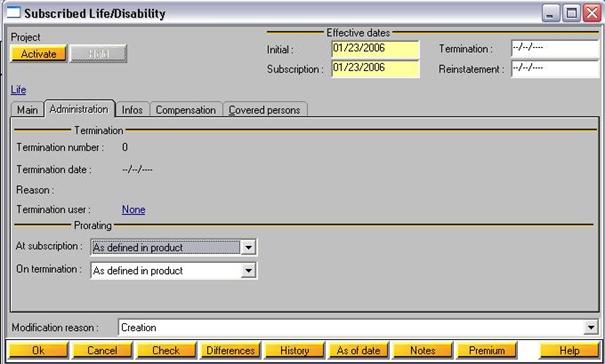 Subscribed Life/Disability
Project
Effective dates
Activate Hold
Initial : 01/23/2006 Termination : --/--/----
Subscription : 01/23/2006 Reinstatement : --/--/----
Life
Main Administration Infos Compensation Covered persons
Termination
Termination number : 0
Termination date : --/--/----
Reason :
Termination user : None
Prorating
At subscription : As defined in product
On termination : As defined in product
Modification reason : Creation
Ok Cancel Check Differences History As of date Notes Premium Help